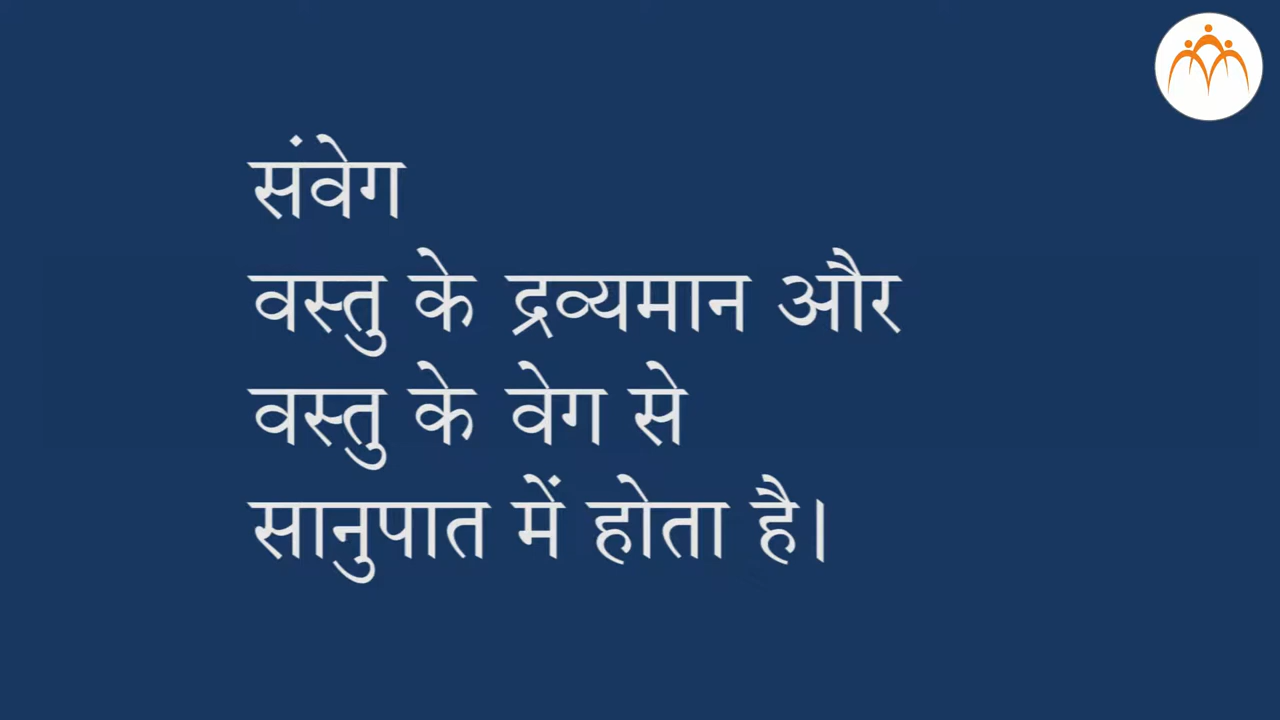 संवेग
वस्तु के द्रव्यमान और
वस्तु के वेग से
सानुपात में होता है।